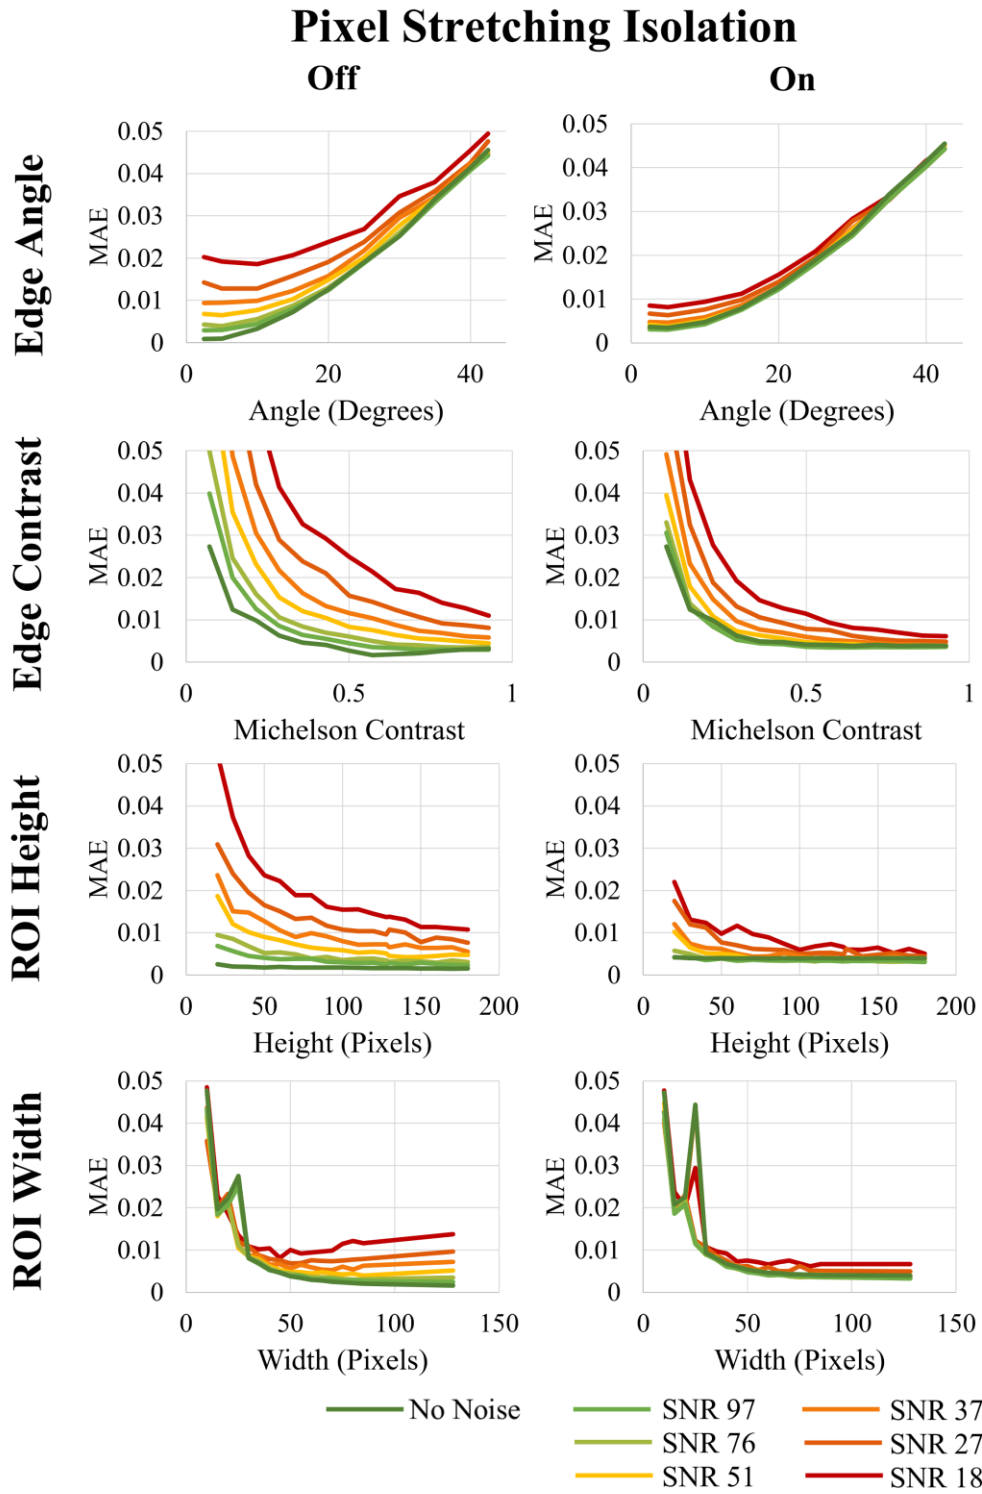 Pixel Stretching Isolation
Off
On
Edge Angle
MAE
0.05
0.04
0.03
0.02
0.01
0
0
20
40
Angle (Degrees)
MAE
0.05
0.04
0.03
0.02
0.01
0
0
20
40
Angle (Degrees)
Edge Contrast
MAE
0.05
0.04
0.03
0.02
0.01
0
0
0.5
1
Michelson Contrast
MAE
0.05
0.04
0.03
0.02
0.01
0
0
0.5
1
Michelson Contrast
ROI Height
MAE
0.05
0.04
0.03
0.02
0.01
0
0
50
100
150
200
Height (Pixels)
MAE
0.05
0.04
0.03
0.02
0.01
0
0
50
100
150
200
Height (Pixels)
ROI Width
MAE
0.05
0.04
0.03
0.02
0.01
0
0
50
100
150
Width (Pixels)
MAE
0.05
0.04
0.03
0.02
0.01
0
0
50
100
150
Width (Pixels)
No Noise
SNR 97
SNR 37
SNR 76
SNR 27
SNR 51
SNR 18